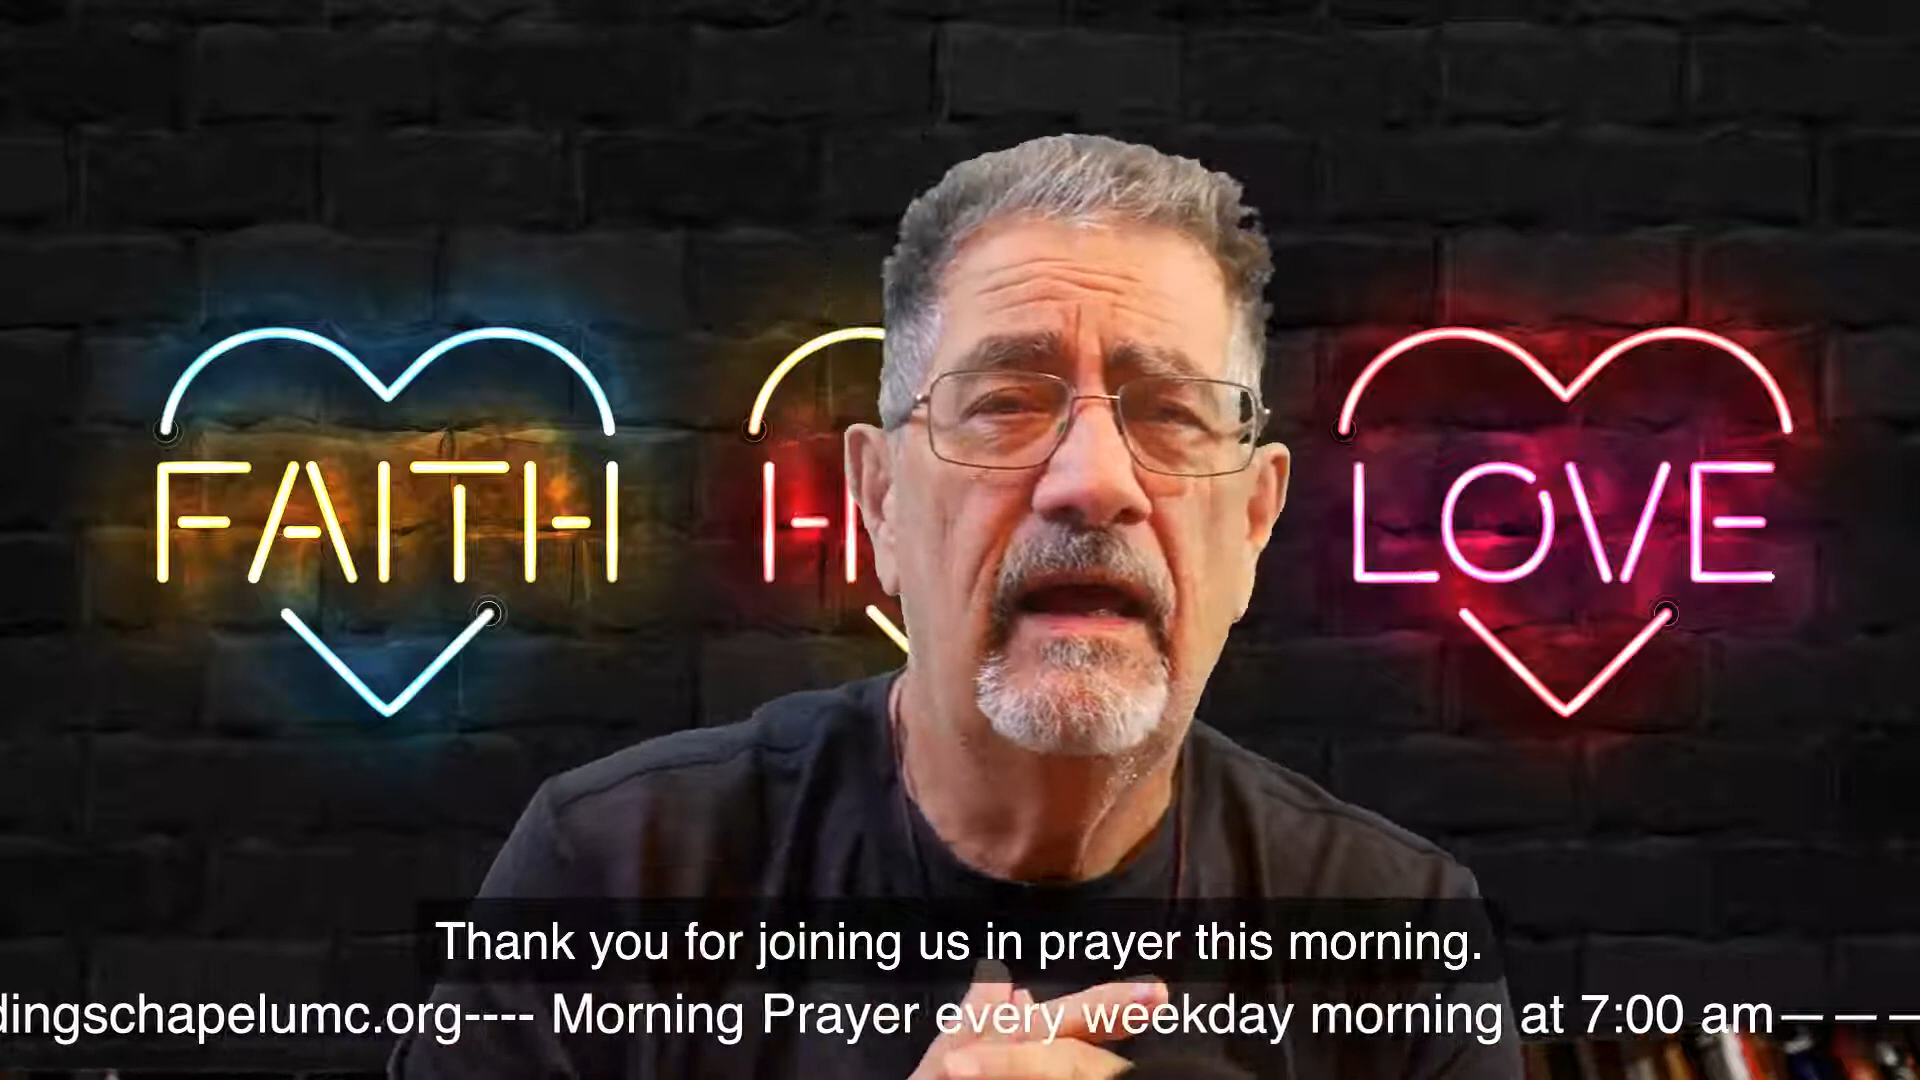 FAITH
LOVE
Thank you for joining us in prayer this morning.
dingschapelumc.org---- Morning Prayer every weekday morning at 7:00 am———